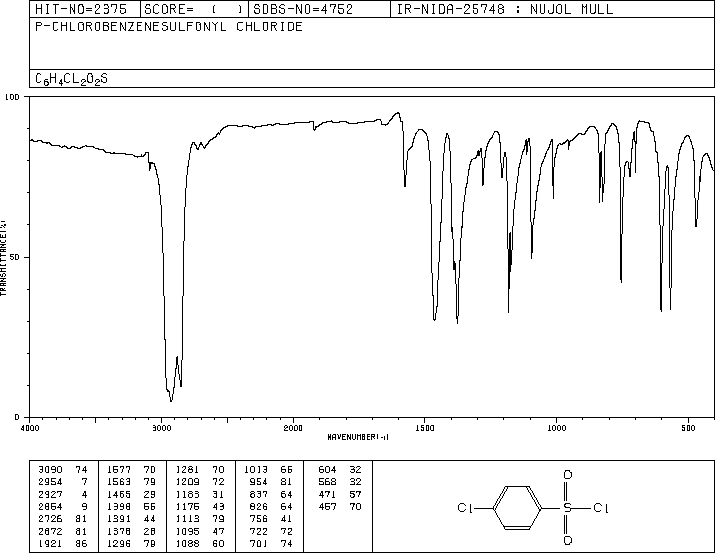 HIT-NO=2375 SCORE= ( ) SDBS-NO=4752 IR-NIDA-25748 : NUJOL MULL
P-CHLOROBENZENESULFONYL CHLORIDE
C6H4CL2O2S
100
50
0
TRANSMITTANCE(%)
4000 3000 2000 1500 1000 500
WAVENUMBER(-1)
3090 74 1577 70 1281 70 1013 66 604 32
2954 7 1563 79 1209 72 954 81 568 32
2927 4 1465 29 1183 31 837 64 471 57
2854 9 1398 55 1175 43 826 64 457 70
2726 81 1391 44 1113 79 756 41
2672 81 1378 28 1095 47 722 72
1921 86 1296 79 1088 60 701 74
Cl O S O Cl